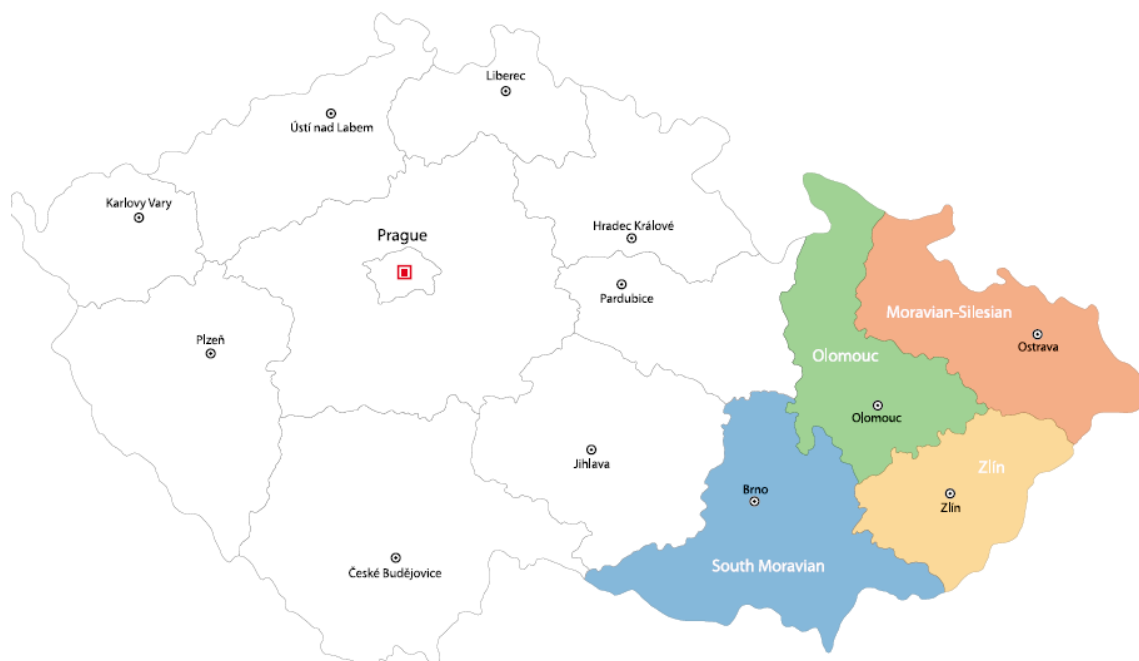 Liberec
Ústí nad Labem
Karlovy Vary
Hradec Králové
Prague
Pardubice
Moravian-Silesian
Plzeň
Ostrava
Olomouc
Olomouc
Jihlava
Zlín
Brno
Zlín
South Moravian
České Budějovice